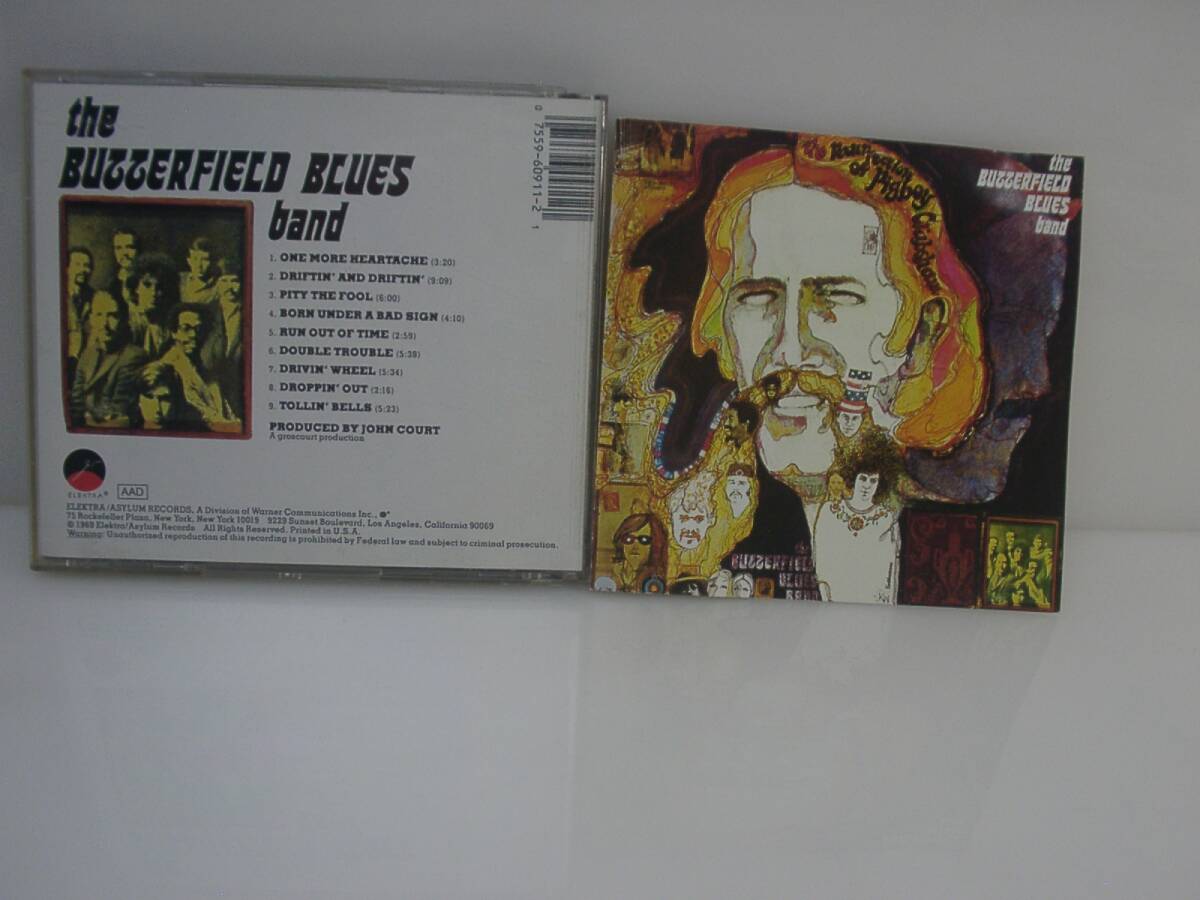 the
BUTTERFIELD BLUES
band
1. ONE MORE HEARTACHE (3:20)
2. DRIFTIN' AND DRIFTIN' (9:09)
3. PITY THE FOOL (6:00)
4. BORN UNDER A BAD SIGN (4:10)
5. RUN OUT OF TIME (2:59)
6. DOUBLE TROUBLE (5:38)
7. DRIVIN' WHEEL (5:34)
8. DROPPIN' OUT (2:16)
9. TOLLIN' BELLS (5:23)
PRODUCED BY JOHN COURT
A groscourt production
0 7559-60911-2 1
ELEKTRA®
AAD
ELEKTRA/ASYLUM RECORDS, A Division of Warner Communications Inc.,
75 Rockefeller Plaza, New York, New York 10019 9229 Sunset Boulevard, Los Angeles, California 90069
© 1969 Elektra/Asylum Records All Rights Reserved. Printed in U.S.A.
Warning: Unauthorized reproduction of this recording is prohibited by Federal law and subject to criminal prosecution.
the Resurrection
of Pigboy Crabshaw
the
BUTTERFIELD
BLUES
band
the
BUTTERFIELD
BLUES
BAND